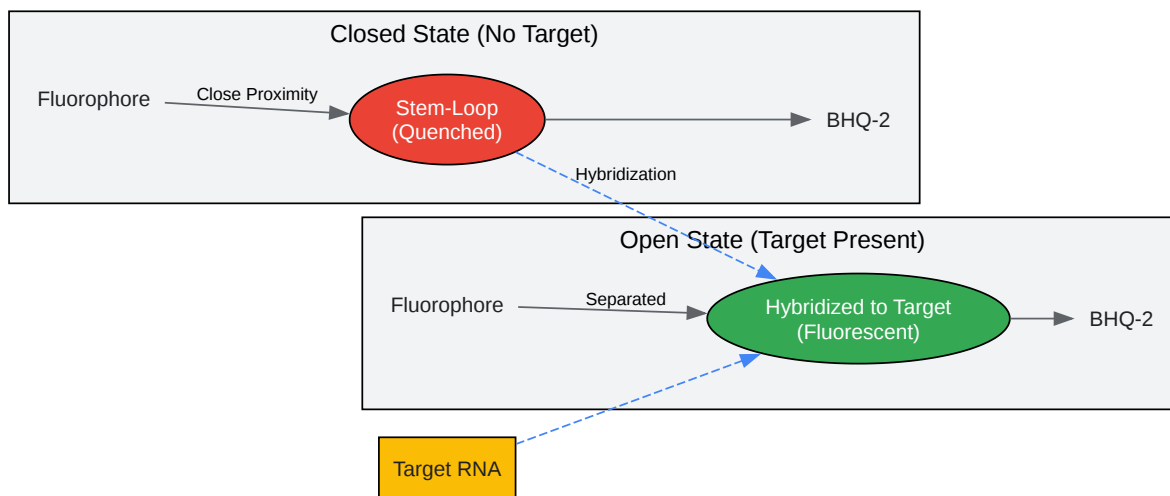 Closed State (No Target)
Fluorophore
Close Proximity
Stem-Loop
(Quenched)
BHQ-2
Hybridization
Open State (Target Present)
Fluorophore
Separated
Hybridized to Target
(Fluorescent)
BHQ-2
Target RNA